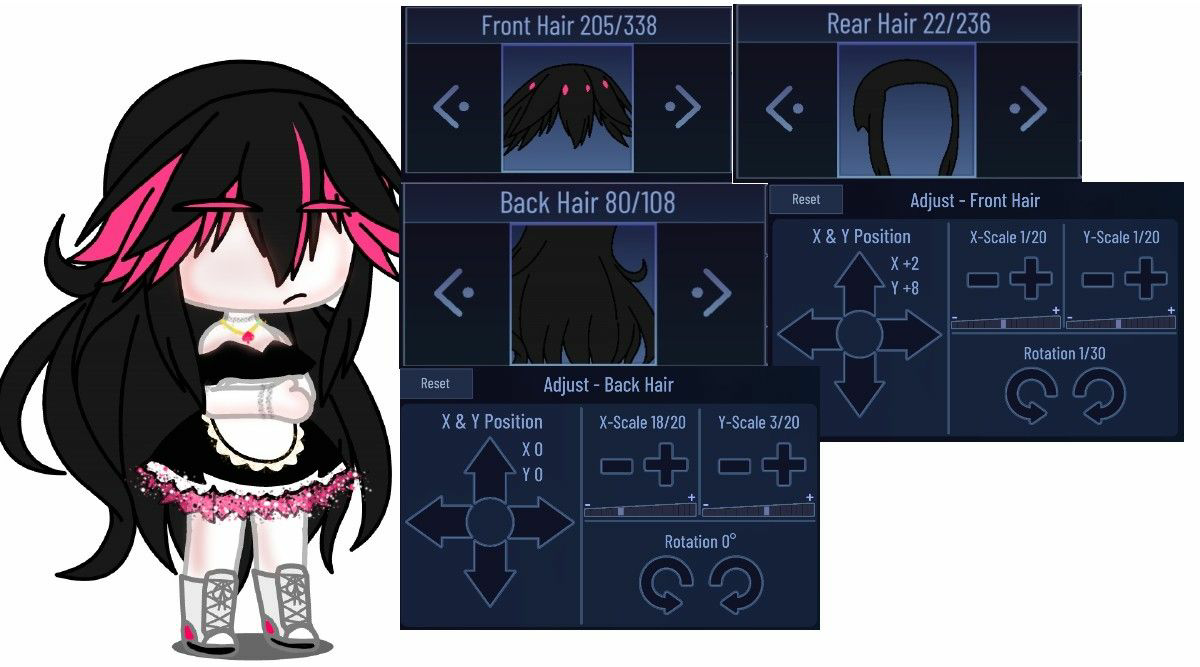 Front Hair 205/338
Rear Hair 22/236
Back Hair 80/108
Reset
Adjust - Front Hair
X & Y Position
X +2
Y +8
X-Scale 1/20
Y-Scale 1/20
- +
- +
Rotation 1/30
Reset
Adjust - Back Hair
X & Y Position
X 0
Y 0
X-Scale 18/20
Y-Scale 3/20
- +
- +
Rotation 0°